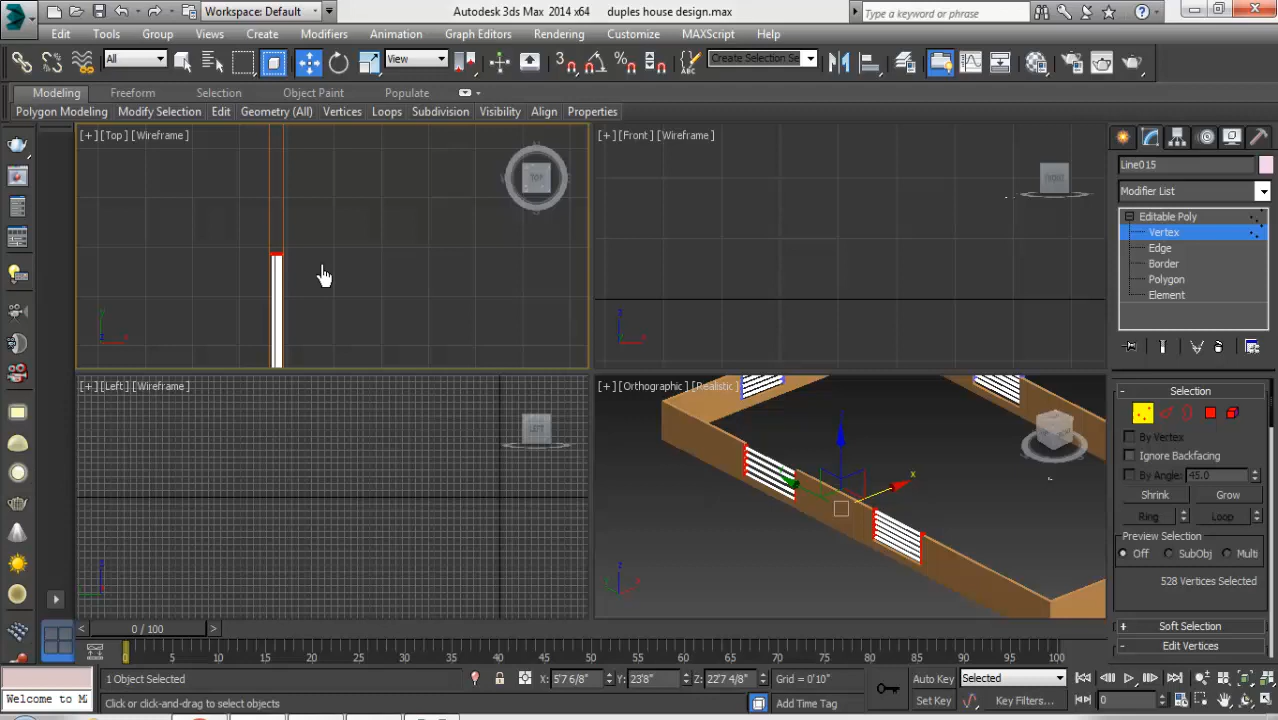 Workspace: Default
Autodesk 3ds Max 2014 x64 duples house design.max
Type a keyword or phrase
Edit Tools Group Views Create Modifiers Animation Graph Editors Rendering Customize MAXScript Help
All
View
Create Selection Se
Modeling Freeform Selection Object Paint Populate
Polygon Modeling Modify Selection Edit Geometry (All) Vertices Loops Subdivision Visibility Align Properties
[+] [Top] [Wireframe]
TOP
[+] [Front] [Wireframe]
FRONT
Line015
Modifier List
Editable Poly
Vertex
Edge
Border
Polygon
Element
[+] [Left] [Wireframe]
LEFT
[+] [Orthographic] [Realistic]
Selection
By Vertex
Ignore Backfacing
By Angle: 45.0
Shrink Grow
Ring Loop
Preview Selection
Off SubObj Multi
528 Vertices Selected
Soft Selection
Edit Vertices
0 / 100
0 5 10 15 20 25 30 35 40 45 50 55 60 65 70 75 80 85 90 95 100
1 Object Selected
X: 5'7 6/8" Y: 23'8" Z: 22'7 4/8" Grid = 0'10"
Auto Key Selected
Welcome to M
Click or click-and-drag to select objects
Add Time Tag
Set Key Key Filters...
0